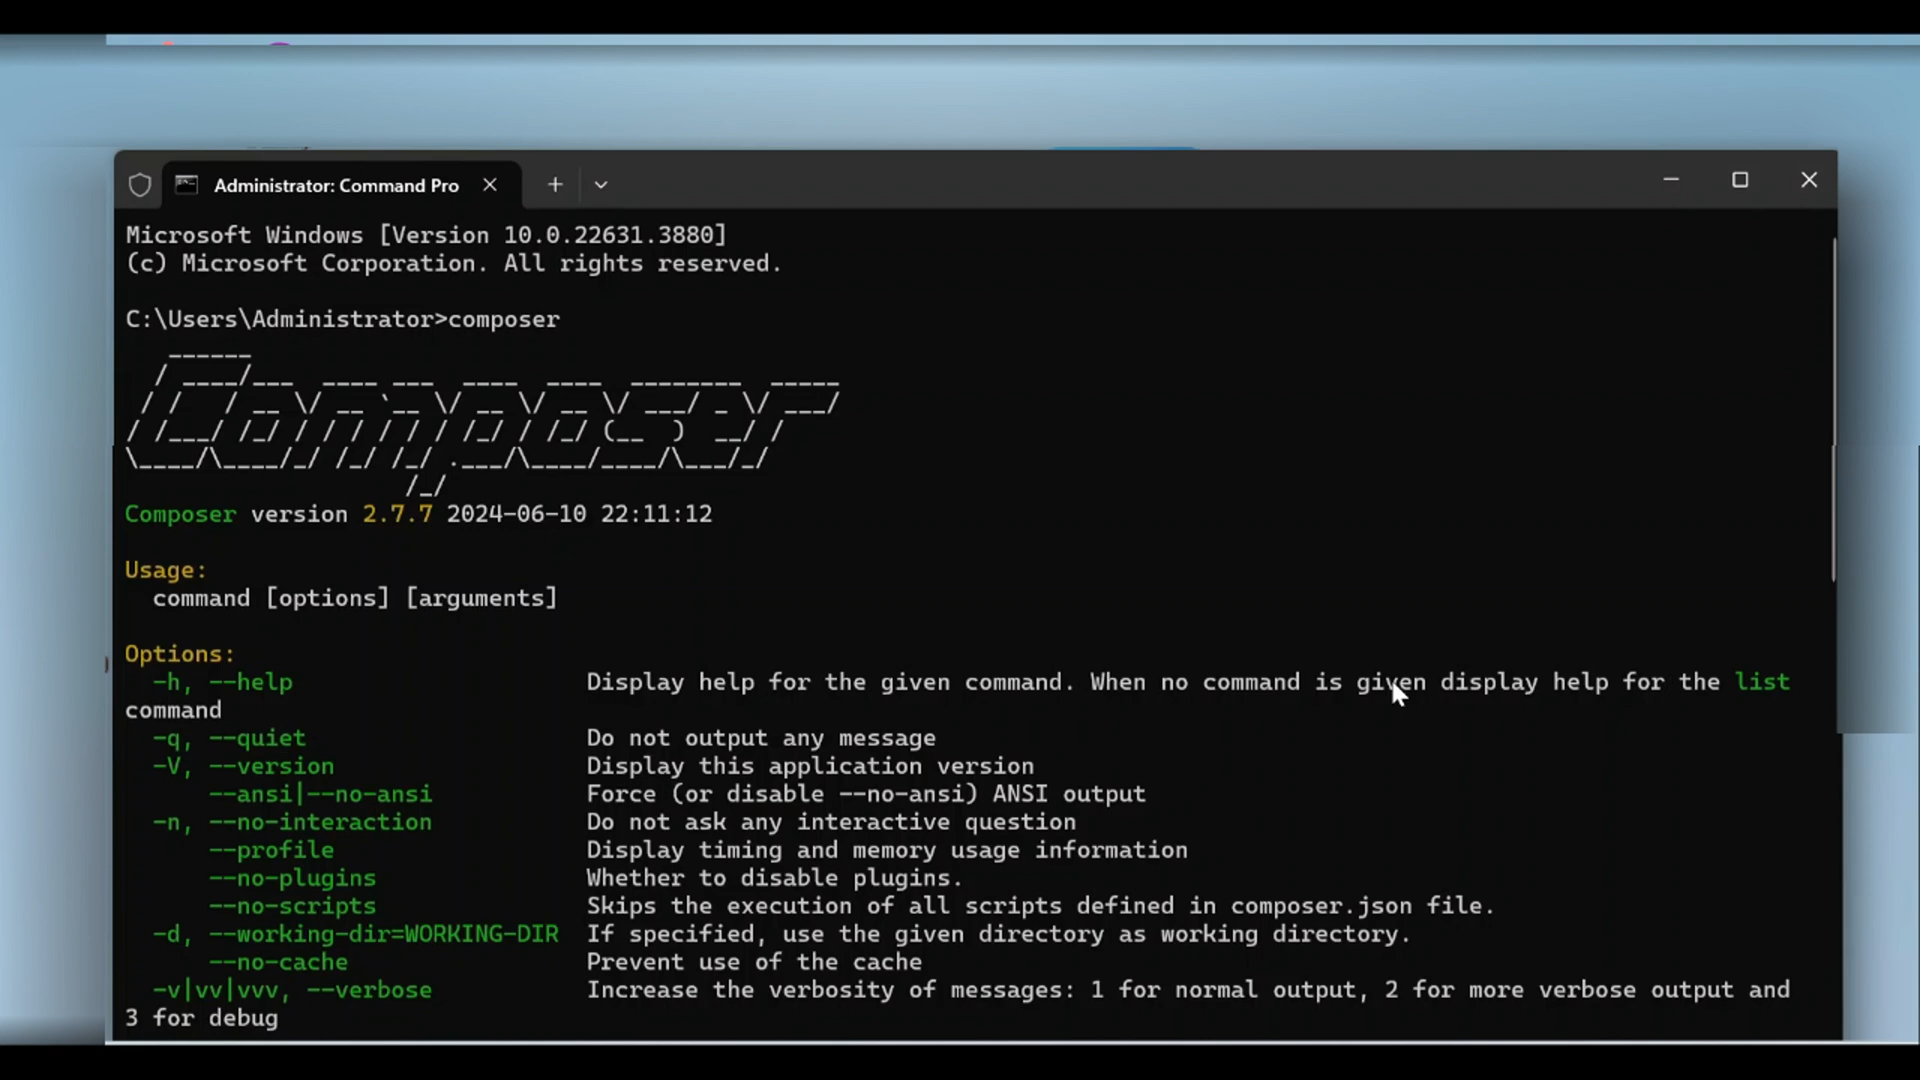 Administrator: Command Pro
Microsoft Windows [Version 10.0.22631.3880]
(c) Microsoft Corporation. All rights reserved.
C:\Users\Administrator>composer
Composer
Composer version 2.7.7 2024-06-10 22:11:12
Usage:
command [options] [arguments]
Options:
-h, --help Display help for the given command. When no command is given display help for the list
command
-q, --quiet Do not output any message
-V, --version Display this application version
--ansi|--no-ansi Force (or disable --no-ansi) ANSI output
-n, --no-interaction Do not ask any interactive question
--profile Display timing and memory usage information
--no-plugins Whether to disable plugins.
--no-scripts Skips the execution of all scripts defined in composer.json file.
-d, --working-dir=WORKING-DIR If specified, use the given directory as working directory.
--no-cache Prevent use of the cache
-v|vv|vvv, --verbose Increase the verbosity of messages: 1 for normal output, 2 for more verbose output and
3 for debug